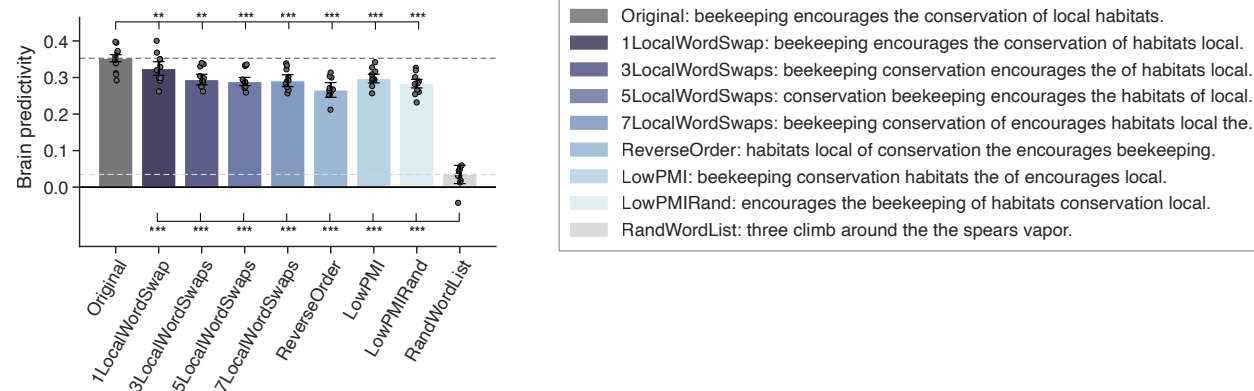 ** ** *** *** *** *** ***
0.4
0.3
0.2
0.1
0.0
Brain predictivity
*** *** *** *** *** *** ***
Original
1LocalWordSwap
3LocalWordSwaps
5LocalWordSwaps
7LocalWordSwaps
ReverseOrder
LowPMI
LowPMIRand
RandWordList
Original: beekeeping encourages the conservation of local habitats.
1LocalWordSwap: beekeeping encourages the conservation of habitats local.
3LocalWordSwaps: beekeeping conservation encourages the of habitats local.
5LocalWordSwaps: conservation beekeeping encourages the habitats of local.
7LocalWordSwaps: beekeeping conservation of encourages habitats local the.
ReverseOrder: habitats local of conservation the encourages beekeeping.
LowPMI: beekeeping conservation habitats the of encourages local.
LowPMIRand: encourages the beekeeping of habitats conservation local.
RandWordList: three climb around the the spears vapor.